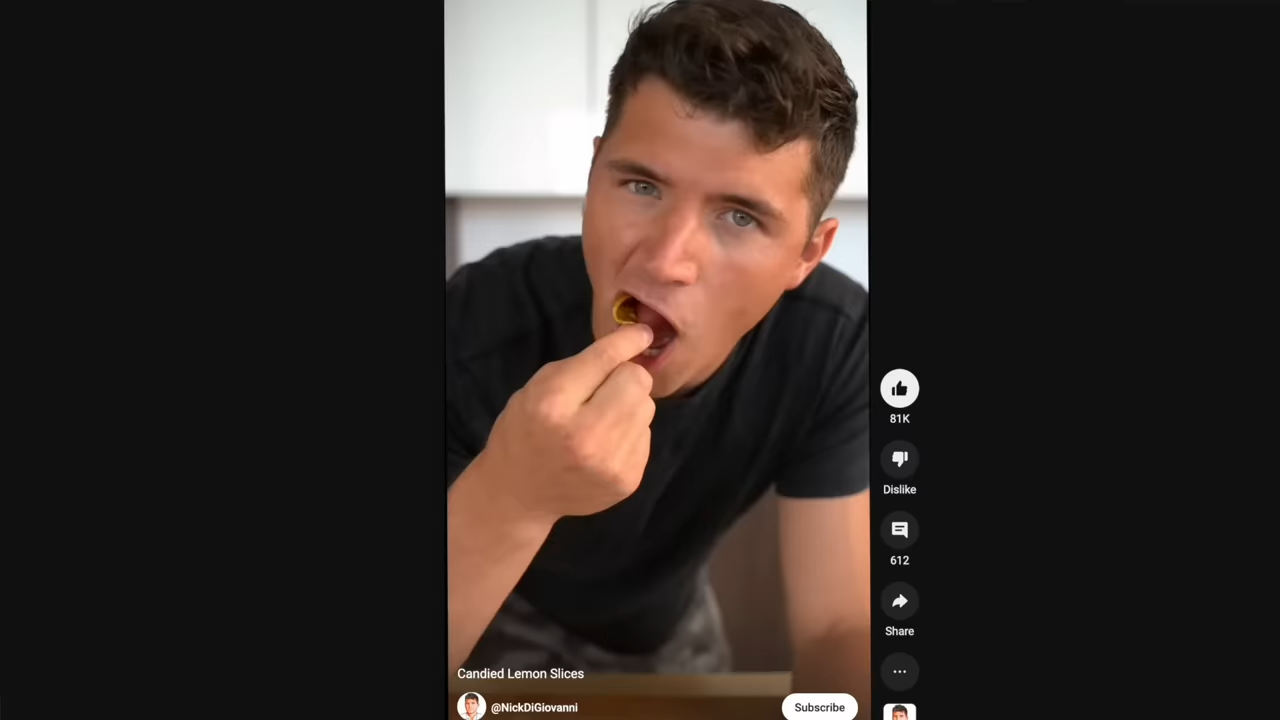 81K
Dislike
612
Share
Candied Lemon Slices
@NickDiGiovanni
Subscribe